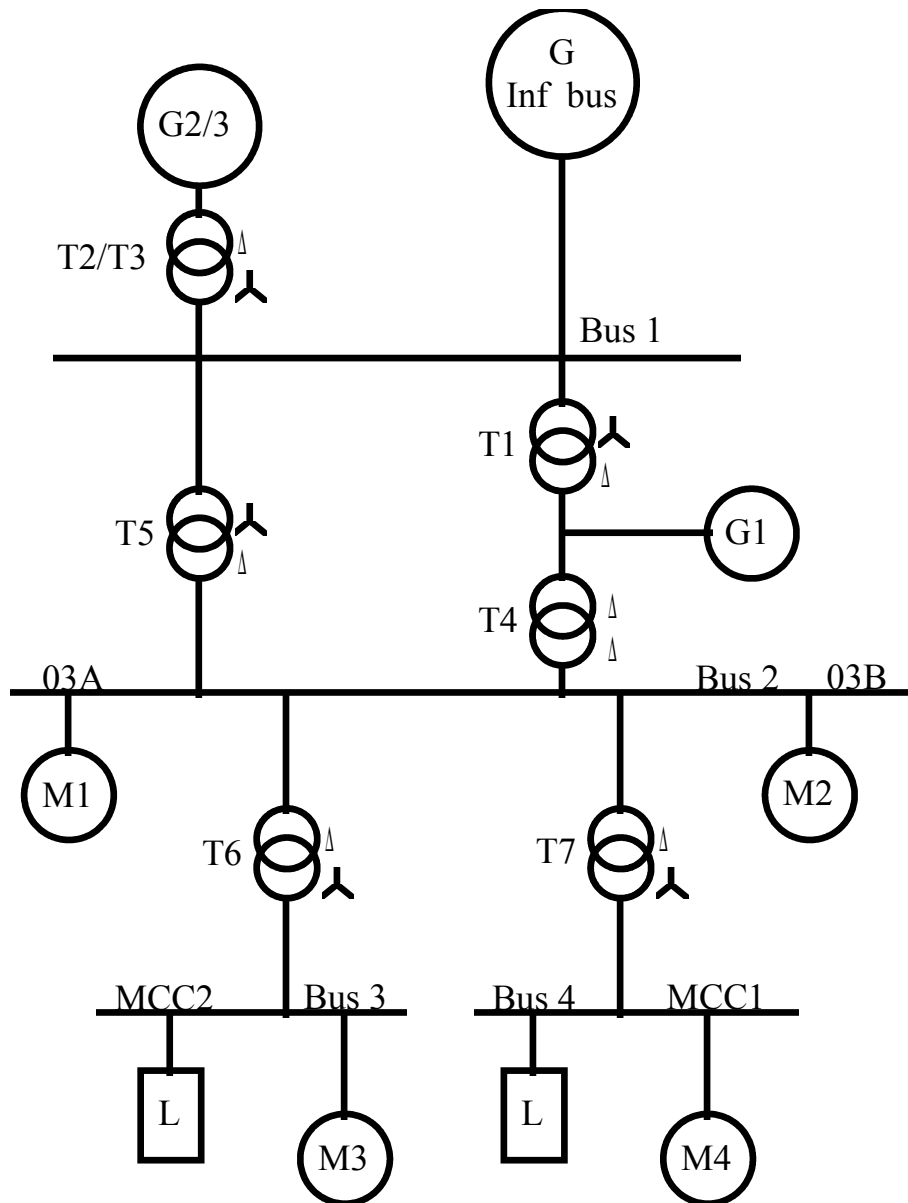 G
Inf bus
G2/3
T2/T3
Δ
Bus 1
T1
Δ
T5
Δ
G1
T4
Δ
Δ
03A
Bus 2
03B
M1
M2
T6
Δ
T7
Δ
MCC2
Bus 3
Bus 4
MCC1
L
M3
L
M4